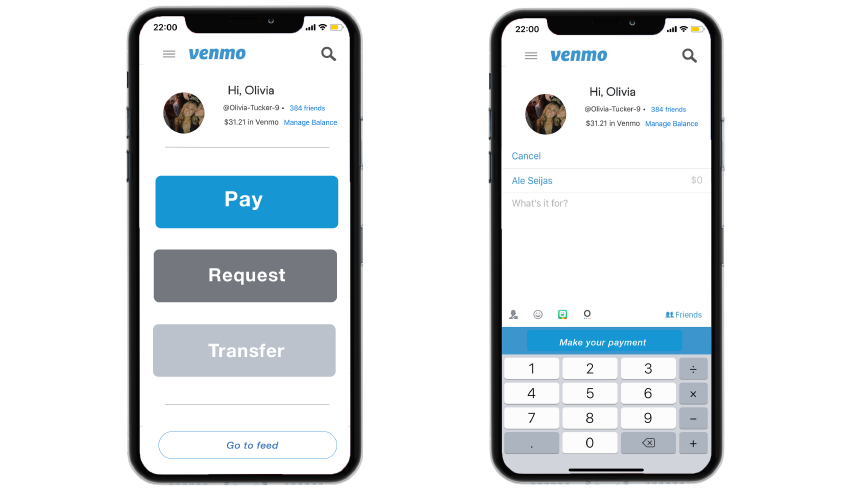 22:00
venmo
Hi, Olivia
@Olivia-Tucker-9 • 384 friends
$31.21 in Venmo Manage Balance
Pay
Request
Transfer
Go to feed
22:00
venmo
Hi, Olivia
@Olivia-Tucker-9 • 384 friends
$31.21 in Venmo Manage Balance
Cancel
Ale Seijas $0
What's it for?
Friends
Make your payment
1 2 3 ÷
4 5 6 ×
7 8 9 −
. 0 +